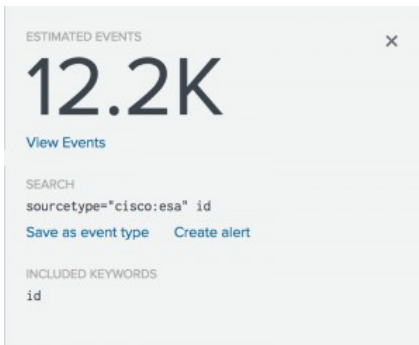 ESTIMATED EVENTS
12.2K
View Events
SEARCH
sourcetype="cisco:esa" id
Save as event type Create alert
INCLUDED KEYWORDS
id